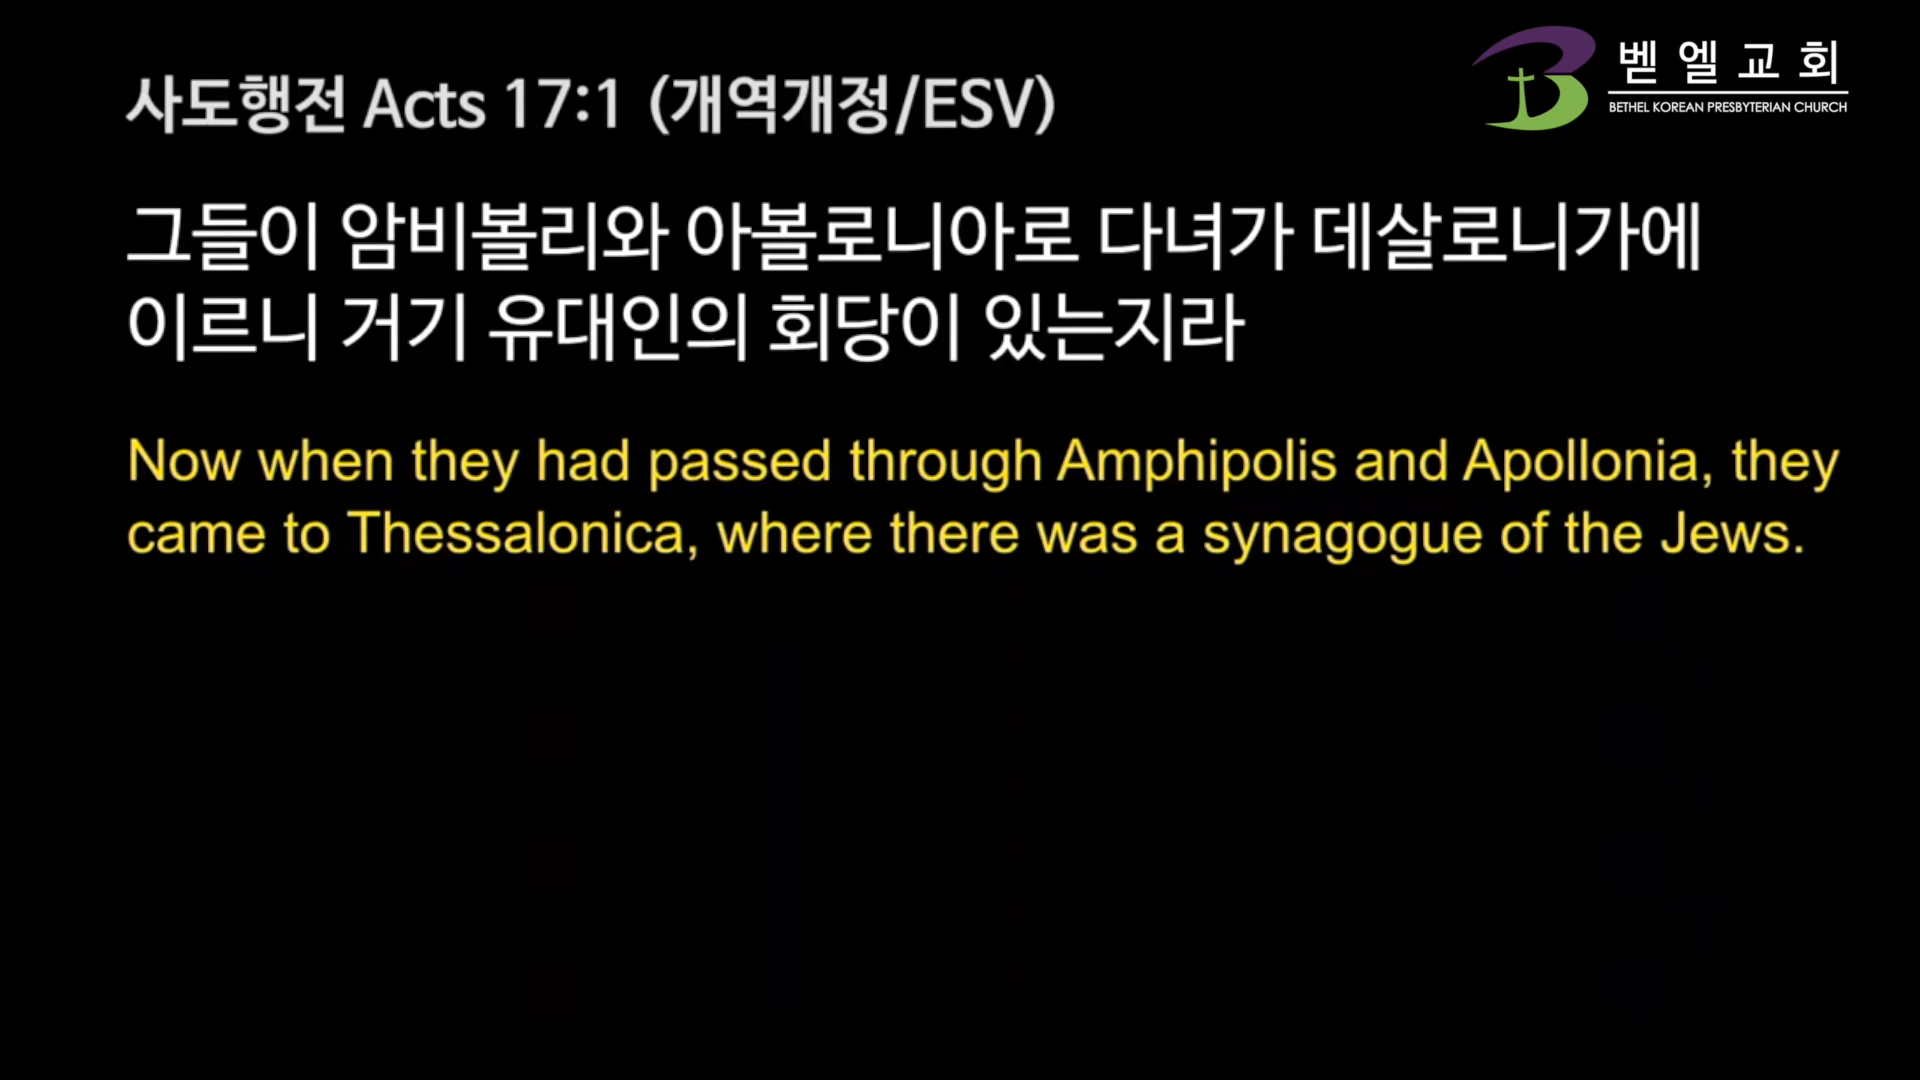 사도행전 Acts 17:1 (개역개정/ESV)
벧엘교회
BETHEL KOREAN PRESBYTERIAN CHURCH
그들이 암비볼리와 아볼로니아로 다녀가 데살로니가에
이르니 거기 유대인의 회당이 있는지라
Now when they had passed through Amphipolis and Apollonia, they
came to Thessalonica, where there was a synagogue of the Jews.